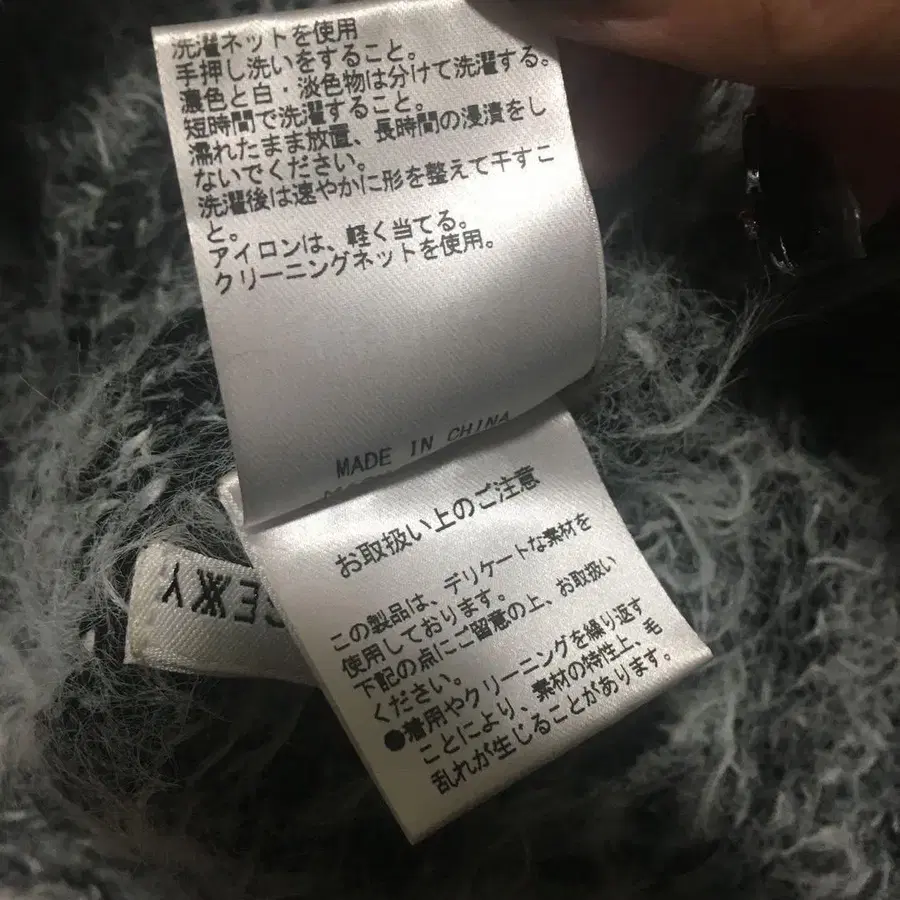 洗濯ネットを使用
手押し洗いをすること。
濃色と白・淡色物は分けて洗濯する。
短時間で洗濯すること。
濡れたまま放置、長時間の浸漬をし
ないでください。
洗濯後は速やかに形を整えて干すこ
と。
アイロンは、軽く当てる。
クリーニングネットを使用。
MADE IN CHINA
お取扱い上のご注意
この製品は、デリケートな素材を
使用しております。
下記の点にご留意の上、お取扱い
ください。
●着用やクリーニングを繰り返す
ことにより、素材の特性上、毛
乱れが生じることがあります。